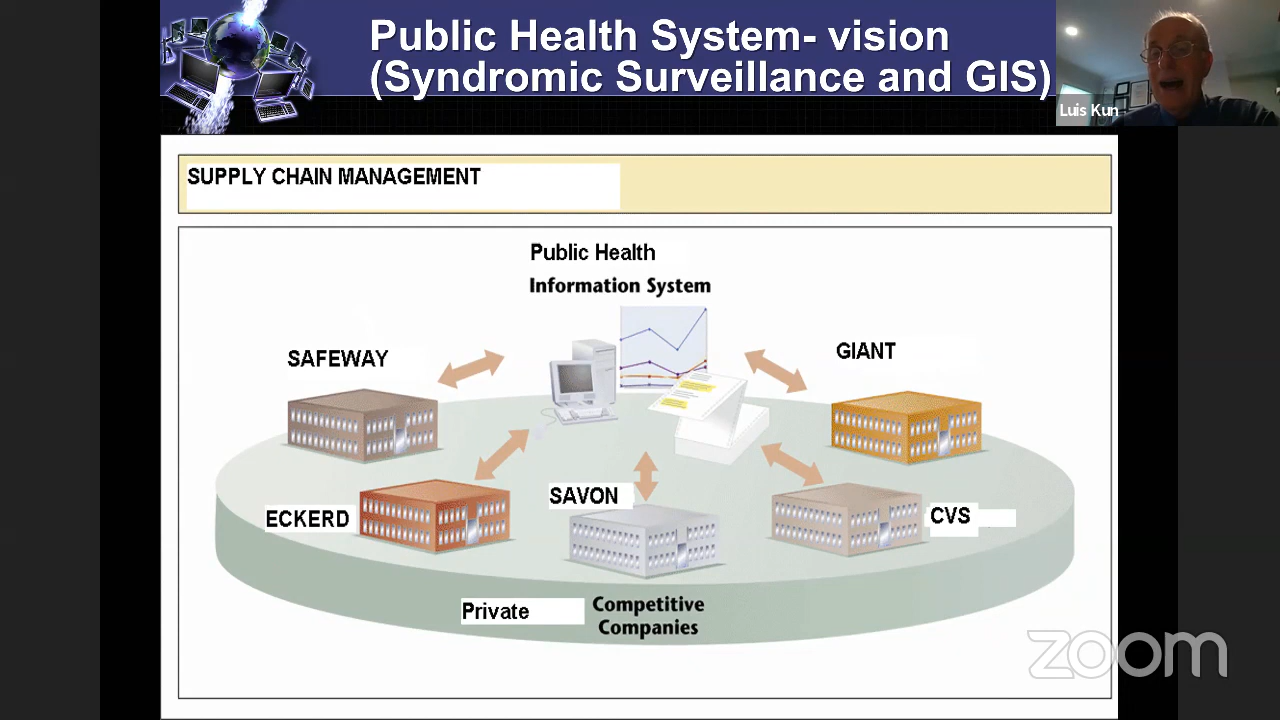 Public Health System- vision
(Syndromic Surveillance and GIS)
Luis Kun
SUPPLY CHAIN MANAGEMENT
Public Health
Information System
SAFEWAY
GIANT
ECKERD
SAVON
CVS
Private
Competitive
Companies
zoom